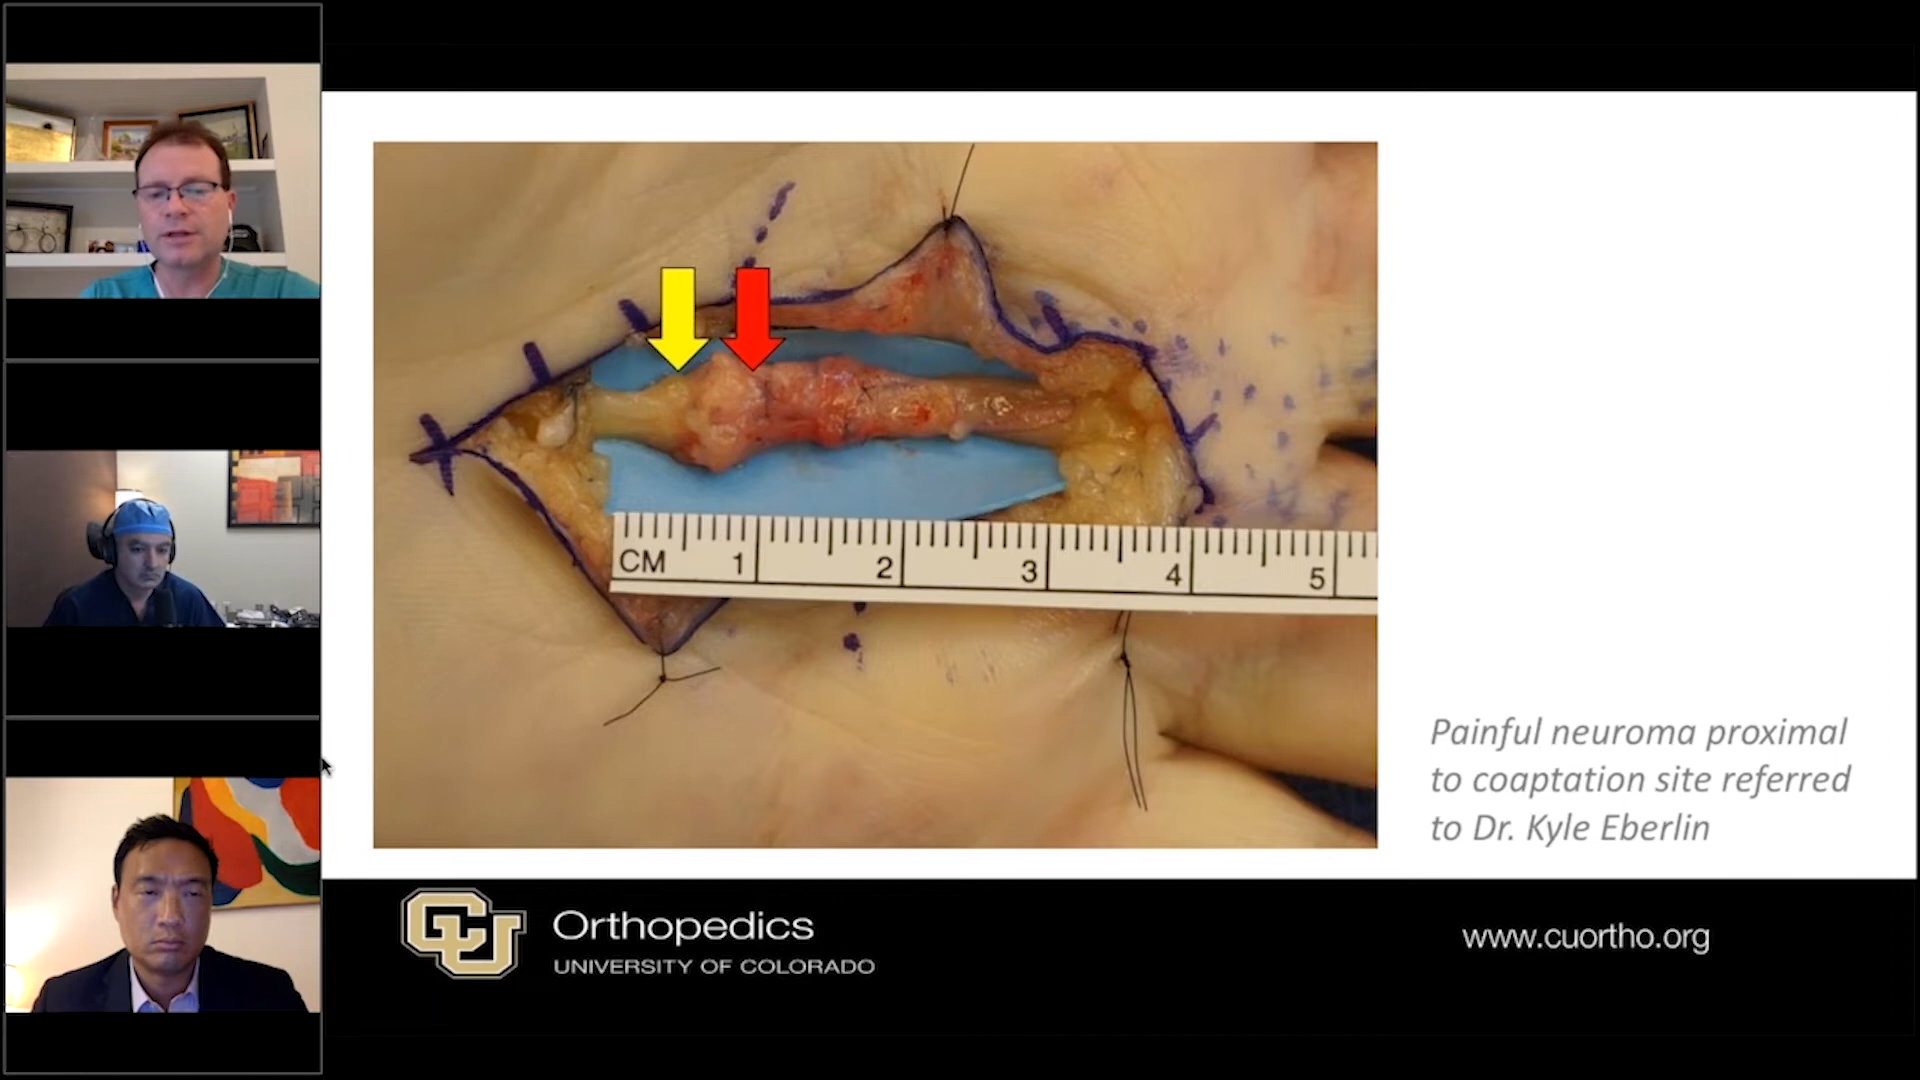 CM 1 2 3 4 5
Painful neuroma proximal
to coaptation site referred
to Dr. Kyle Eberlin
CU
Orthopedics
UNIVERSITY OF COLORADO
www.cuortho.org